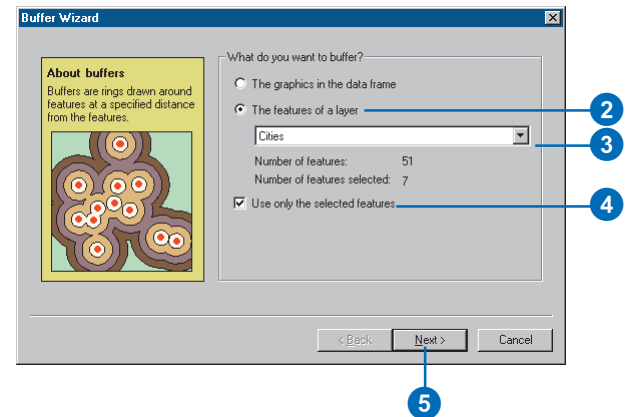 Buffer Wizard
About buffers
Buffers are rings drawn around
features at a specified distance
from the features.
What do you want to buffer?
The graphics in the data frame
The features of a layer
2
Cities
3
Number of features: 51
Number of features selected: 7
Use only the selected features
4
< Back
Next >
Cancel
5